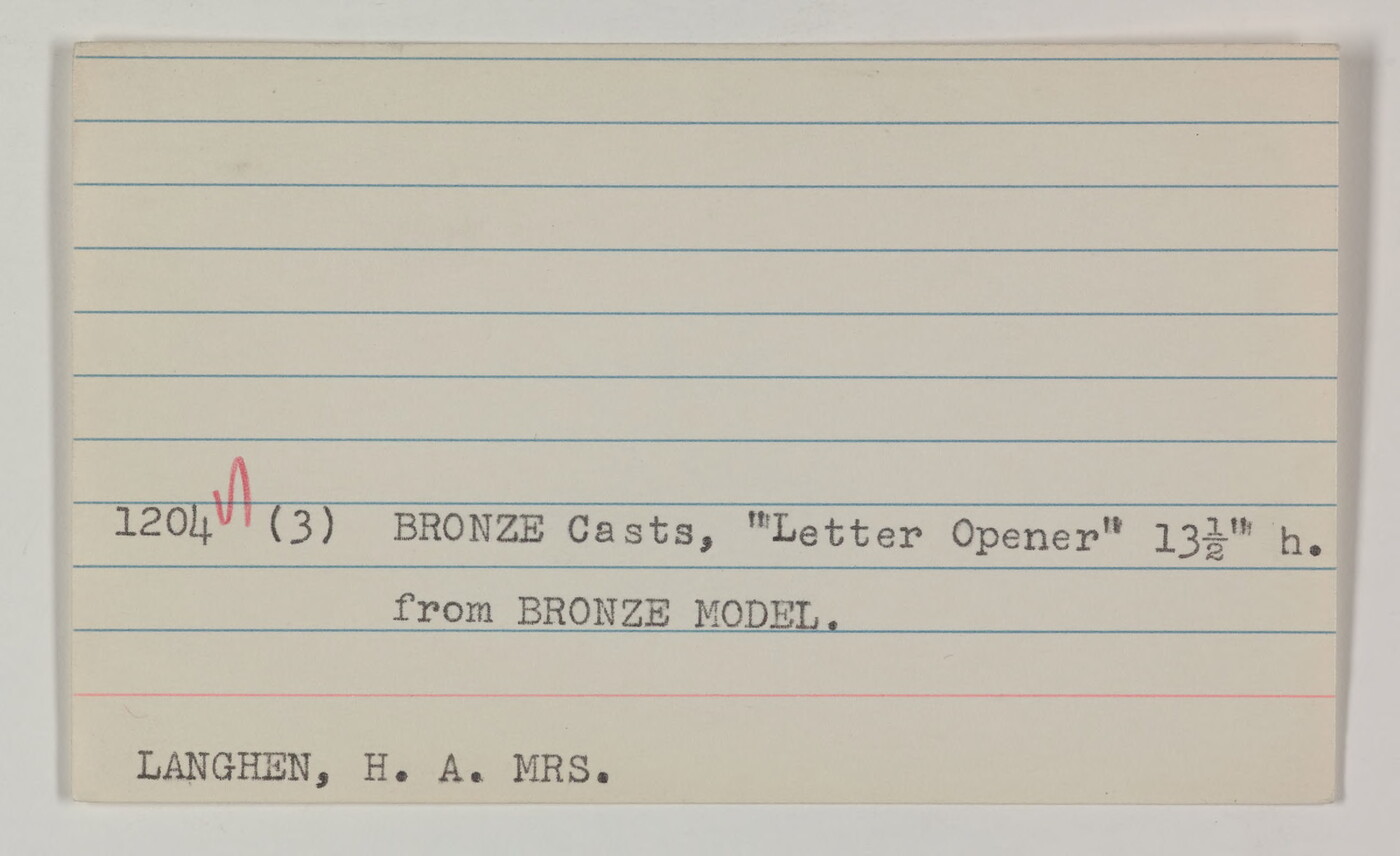 1204 (3) BRONZE Casts, "Letter Opener" 13½" h.
from BRONZE MODEL.
LANGHEN, H. A. MRS.